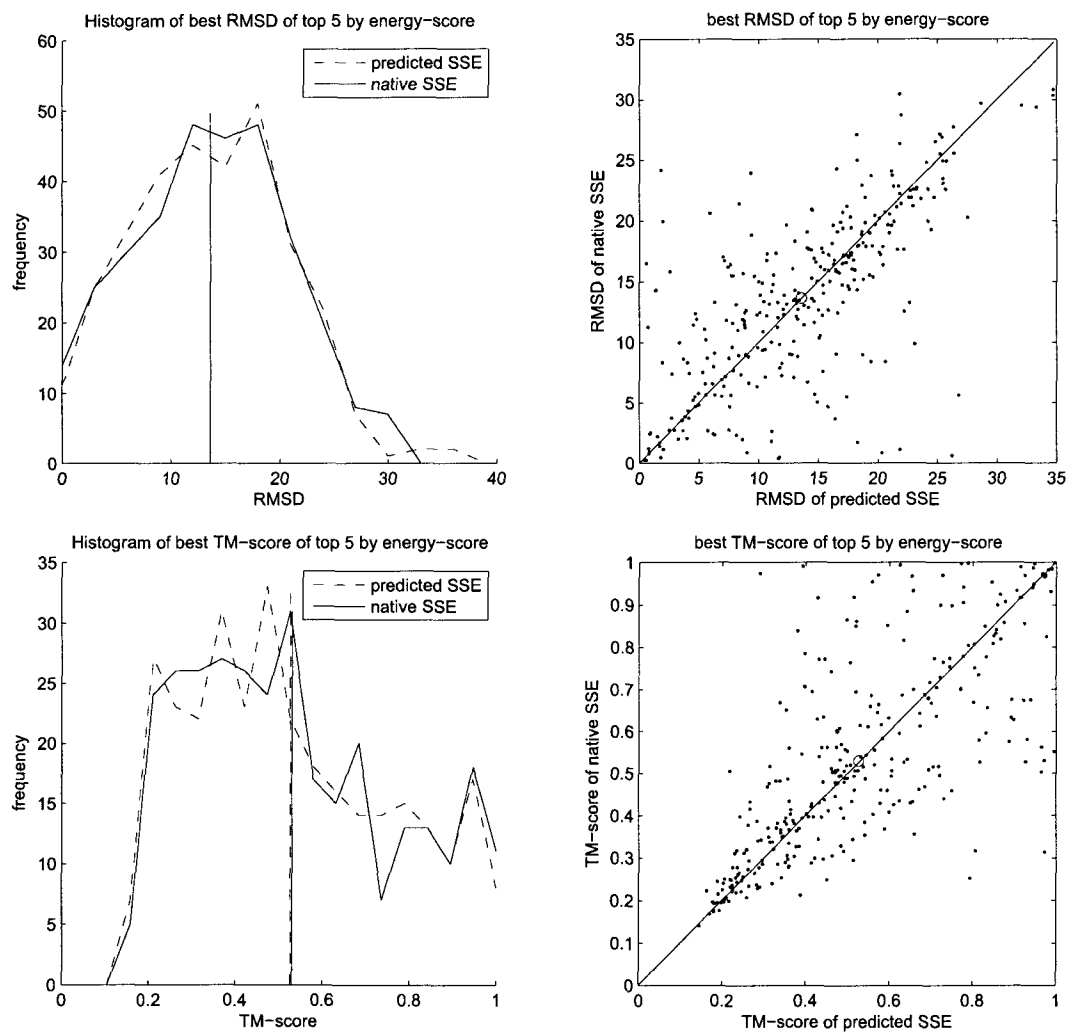 Histogram of best RMSD of top 5 by energy−score
60
50
40
30
20
10
0
frequency
predicted SSE
native SSE
0 10 20 30 40
RMSD
best RMSD of top 5 by energy−score
35
30
25
20
15
10
5
0
RMSD of native SSE
0 5 10 15 20 25 30 35
RMSD of predicted SSE
Histogram of best TM−score of top 5 by energy−score
35
30
25
20
15
10
5
0
frequency
predicted SSE
native SSE
0 0.2 0.4 0.6 0.8 1
TM−score
best TM−score of top 5 by energy−score
1
0.9
0.8
0.7
0.6
0.5
0.4
0.3
0.2
0.1
0
TM−score of native SSE
0 0.2 0.4 0.6 0.8 1
TM−score of predicted SSE